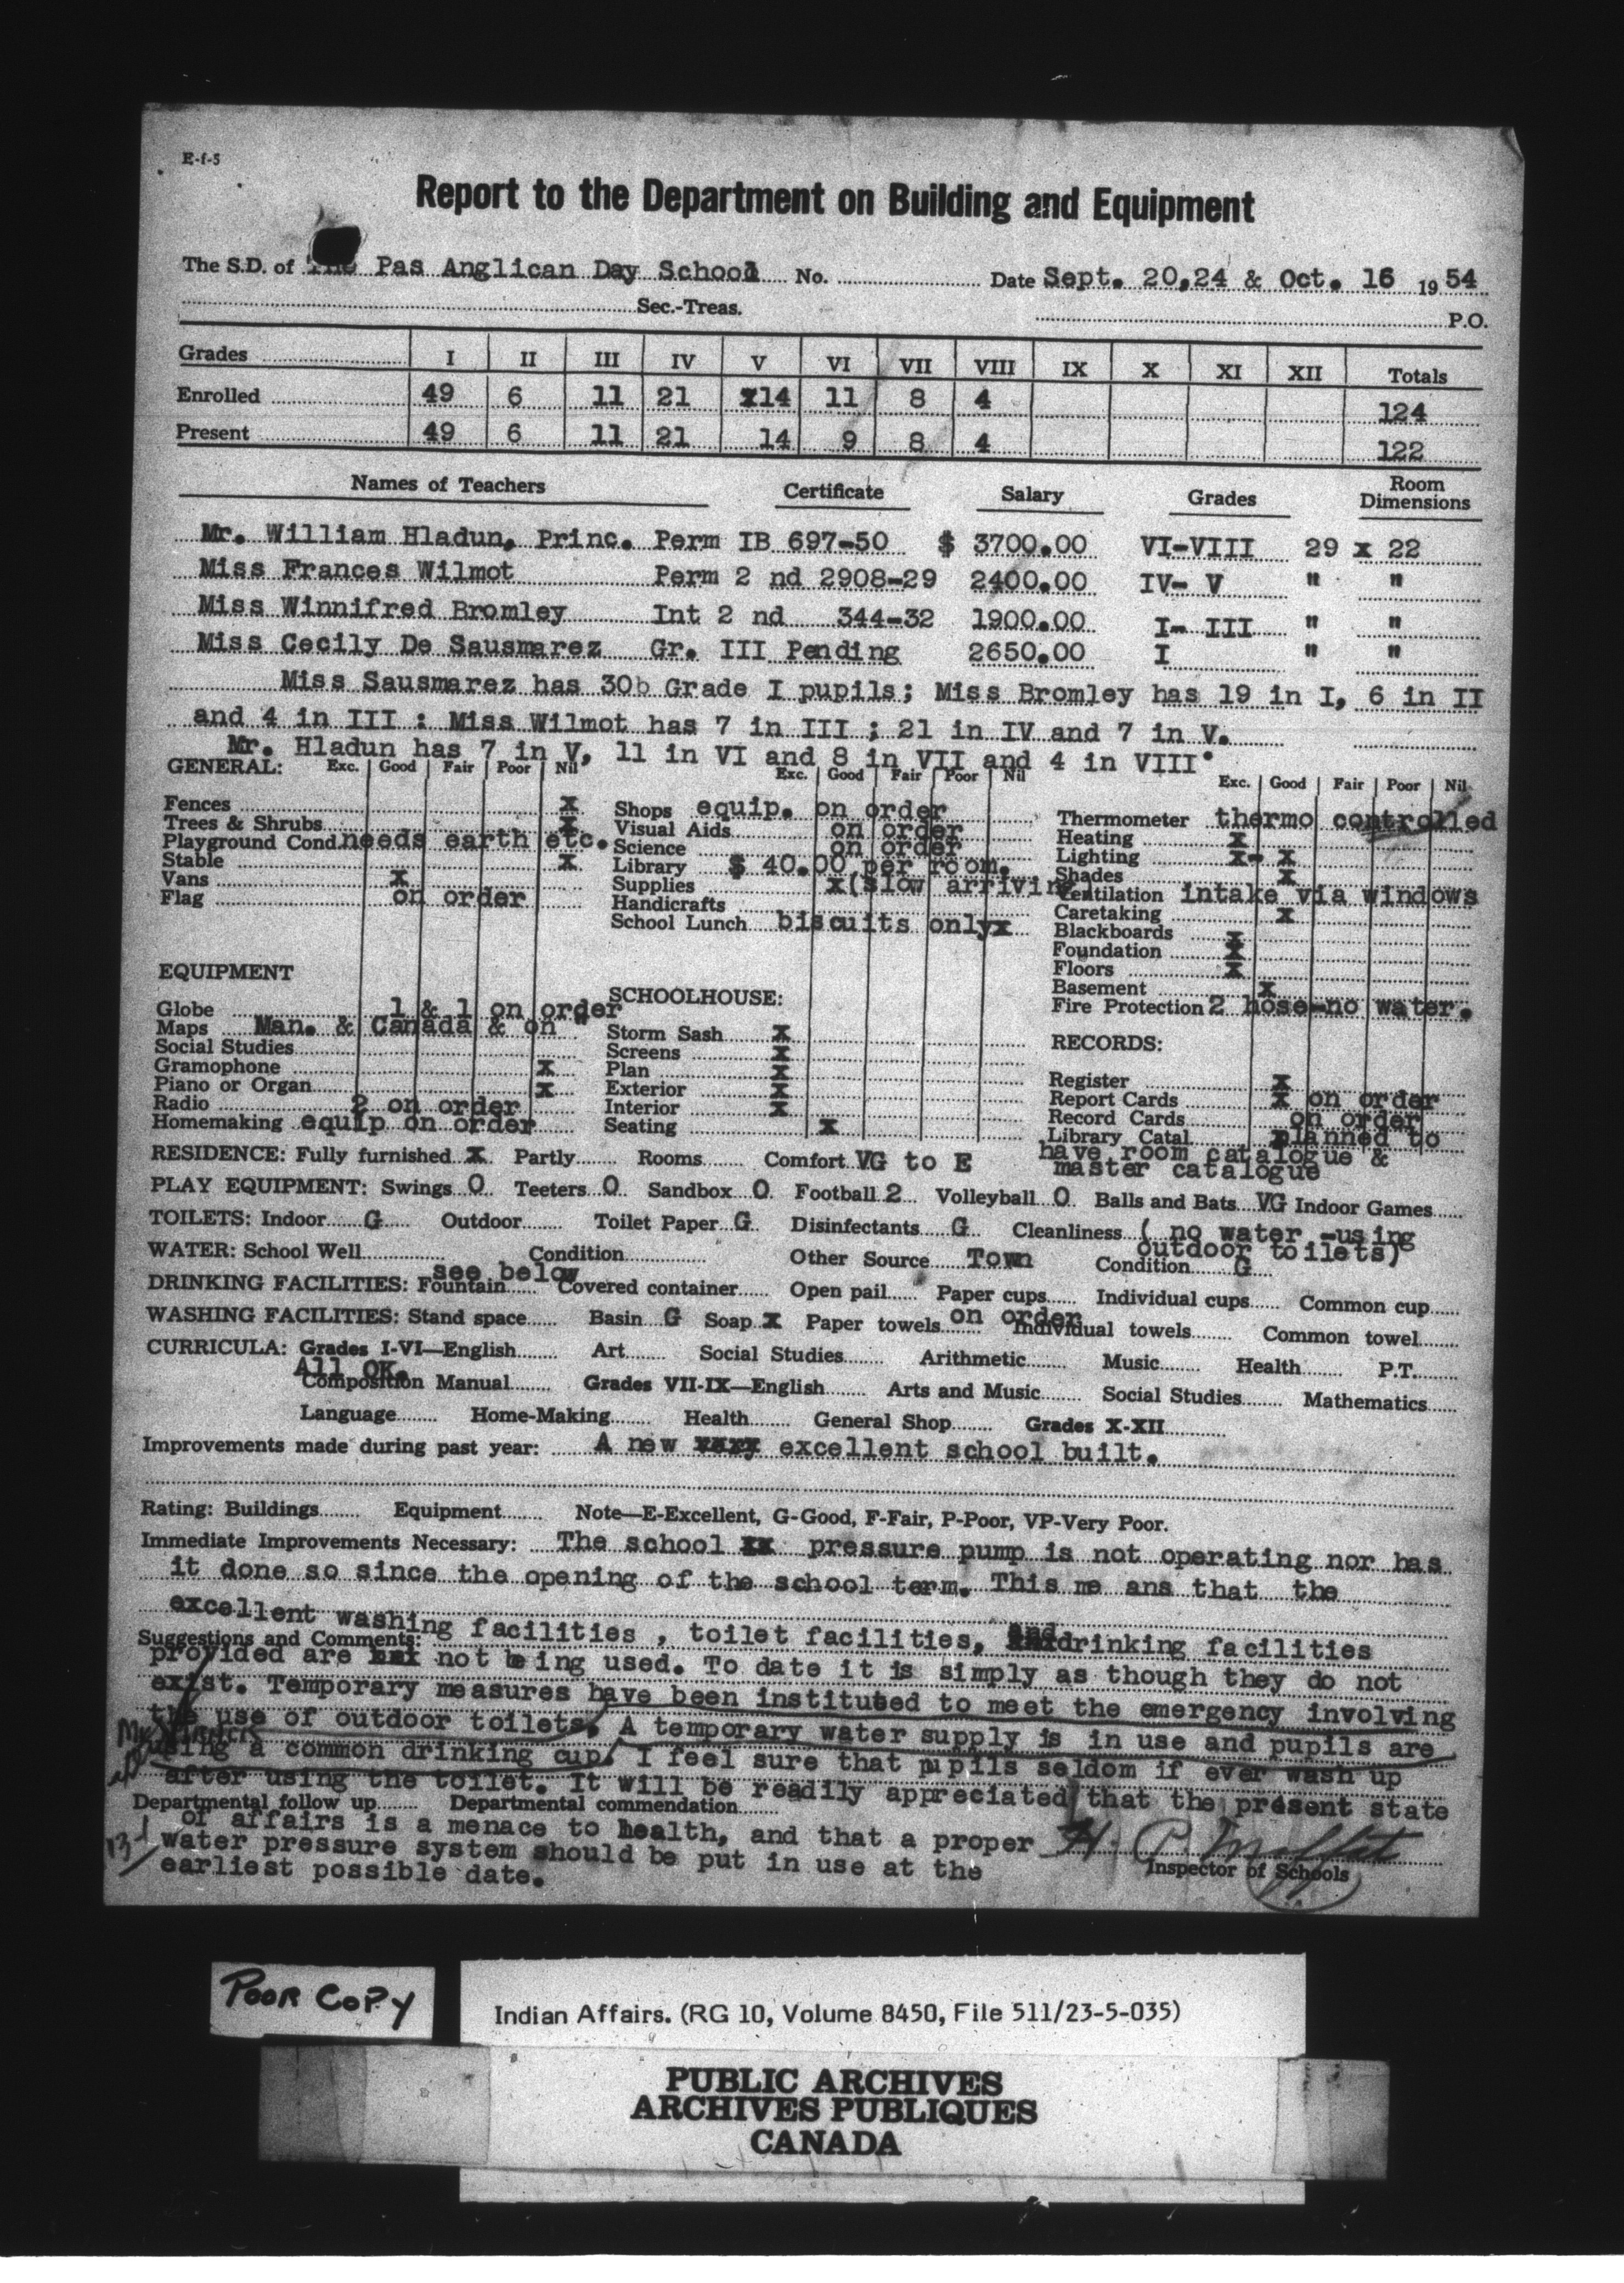 E-f-5
Report to the Department on Building and Equipment
The S.D. of The Pas Anglican Day School No. Date Sept. 20,24 & Oct. 16 19 54
Sec.-Treas. P.O.
Grades I II III IV V VI VII VIII IX X XI XII Totals
Enrolled 49 6 11 21 14 11 8 4 124
Present 49 6 11 21 14 9 8 4 122
Names of Teachers Certificate Salary Grades Room Dimensions
Mr. William Hladun, Princ. Perm IB 697-50 $ 3700.00 VI-VIII 29 x 22
Miss Frances Wilmot Perm 2 nd 2908-29 2400.00 IV- V " "
Miss Winnifred Bromley Int 2 nd 344-32 1900.00 I- III " "
Miss Cecily De Sausmarez Gr. III Pending 2650.00 I " "
Miss Sausmarez has 30b Grade I pupils; Miss Bromley has 19 in I, 6 in II
and 4 in III : Miss Wilmot has 7 in III ; 21 in IV and 7 in V.
Mr. Hladun has 7 in V, 11 in VI and 8 in VII and 4 in VIII.
GENERAL: Exc. Good Fair Poor Nil
Fences x
Trees & Shrubs x
Playground Cond. needs earth etc.
Stable x
Vans x
Flag on order
EQUIPMENT
Globe 1 & 1 on order
Maps Man. & Canada & on "
Social Studies
Gramophone x
Piano or Organ x
Radio 2 on order
Homemaking equip on order
Exc. Good Fair Poor Nil
Shops equip. on order
Visual Aids on order
Science on order
Library $ 40.00 per room.
Supplies x(slow arriving
Handicrafts
School Lunch biscuits only x
SCHOOLHOUSE:
Storm Sash x
Screens x
Plan x
Exterior x
Interior x
Seating x
Exc. Good Fair Poor Nil
Thermometer thermo controlled
Heating x
Lighting x- x
Shades x
Ventilation intake via windows
Caretaking x
Blackboards x
Foundation x
Floors x
Basement x
Fire Protection 2 hose-no water.
RECORDS:
Register x
Report Cards x on order
Record Cards on order
Library Catal. planned to
have room catalogue &
master catalogue
RESIDENCE: Fully furnished x Partly Rooms Comfort VG to E
PLAY EQUIPMENT: Swings 0 Teeters 0 Sandbox 0 Football 2 Volleyball 0 Balls and Bats VG Indoor Games
TOILETS: Indoor G Outdoor Toilet Paper G Disinfectants G Cleanliness ( no water -using
outdoor toilets)
WATER: School Well Condition Other Source Town Condition G
see below
DRINKING FACILITIES: Fountain Covered container Open pail Paper cups Individual cups Common cup
WASHING FACILITIES: Stand space Basin G Soap x Paper towels on order Individual towels Common towel
CURRICULA: Grades I-VI—English Art Social Studies Arithmetic Music Health P.T.
All OK.
Composition Manual Grades VII-IX—English Arts and Music Social Studies Mathematics
Language Home-Making Health General Shop Grades X-XII
Improvements made during past year: A new excellent school built.
Rating: Buildings Equipment Note—E-Excellent, G-Good, F-Fair, P-Poor, VP-Very Poor.
Immediate Improvements Necessary: The school xx pressure pump is not operating nor has
it done so since the opening of the school term. This me ans that the
excellent washing facilities , toilet facilities, and drinking facilities
Suggestions and Comments:
provided are not being used. To date it is simply as though they do not
exist. Temporary measures have been instituted to meet the emergency involving
the use of outdoor toilets. A temporary water supply is in use and pupils are
using a common drinking cup. I feel sure that pupils seldom if ever wash up
after using the toilet. It will be readily appreciated that the present state
Departmental follow up Departmental commendation
of affairs is a menace to health, and that a proper
water pressure system should be put in use at the
earliest possible date.
H. P. Moffat
Inspector of Schools
POOR COPY
Indian Affairs. (RG 10, Volume 8450, File 511/23-5-035)
PUBLIC ARCHIVES
ARCHIVES PUBLIQUES
CANADA